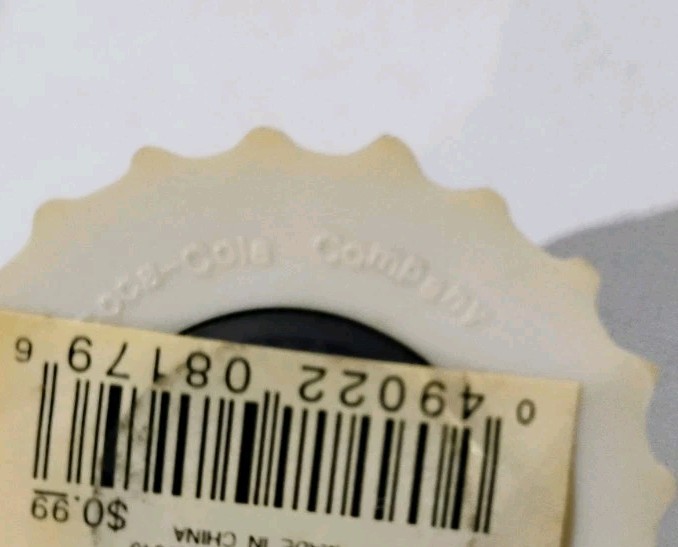 Coca-Cola Company
0 49022 08179 6
$0.99
MADE IN CHINA